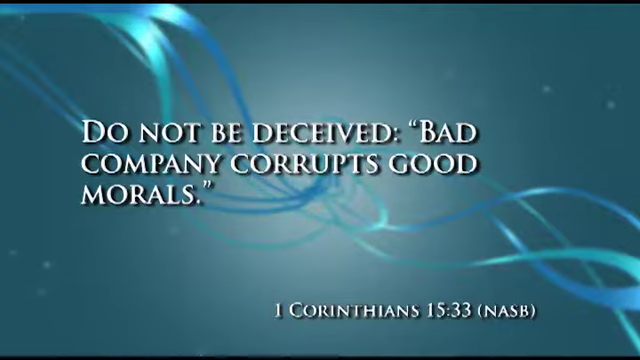 Do not be deceived: “Bad
company corrupts good
morals.”
1 Corinthians 15:33 (NASB)